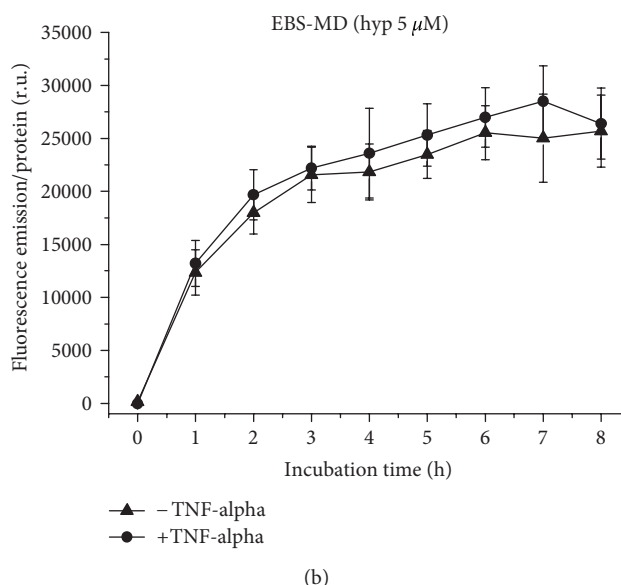 EBS-MD (hyp 5 μM)
35000
30000
25000
20000
15000
10000
5000
0
Fluorescence emission/protein (r.u.)
0 1 2 3 4 5 6 7 8
Incubation time (h)
− TNF-alpha
+TNF-alpha
(b)